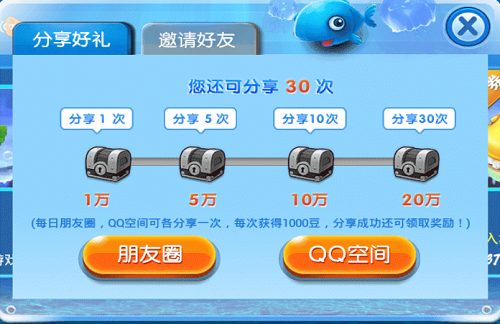 分享好礼
邀请好友
您还可分享 30 次
分享 1 次
分享 5 次
分享10次
分享30次
1万
5万
10万
20万
(每日朋友圈，QQ空间可各分享一次，每次获得1000豆，分享成功还可领取奖励！)
朋友圈
QQ空间